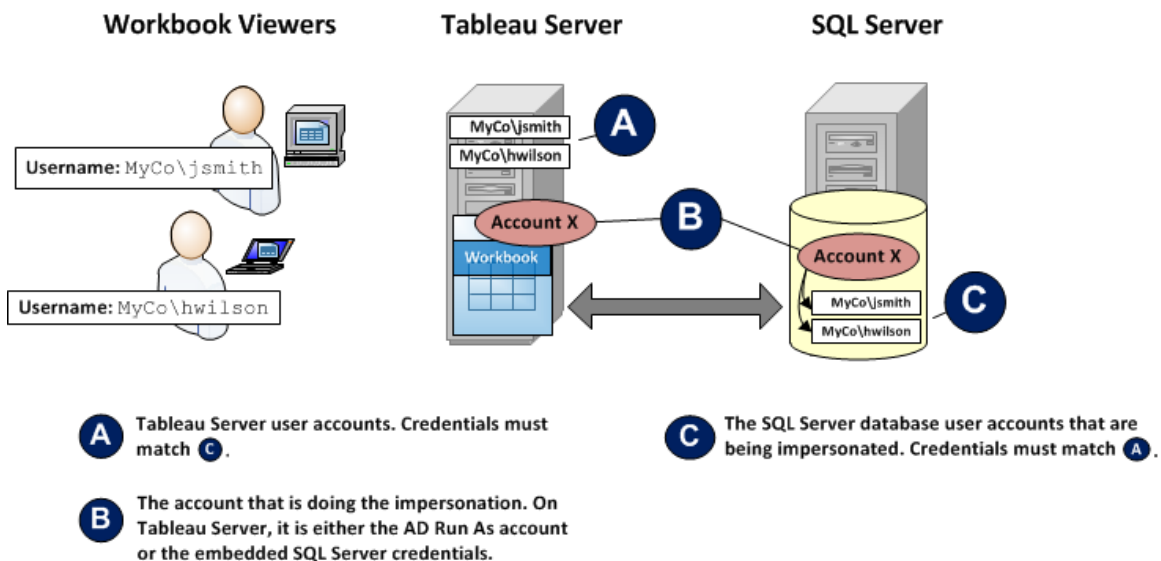 Workbook Viewers
Tableau Server
SQL Server
Username: MyCo\jsmith
Username: MyCo\hwilson
MyCo\jsmith
MyCo\hwilson
A
Account X
Workbook
B
Account X
MyCo\jsmith
MyCo\hwilson
C
A
Tableau Server user accounts. Credentials must
match C.
B
The account that is doing the impersonation. On
Tableau Server, it is either the AD Run As account
or the embedded SQL Server credentials.
C
The SQL Server database user accounts that are
being impersonated. Credentials must match A.